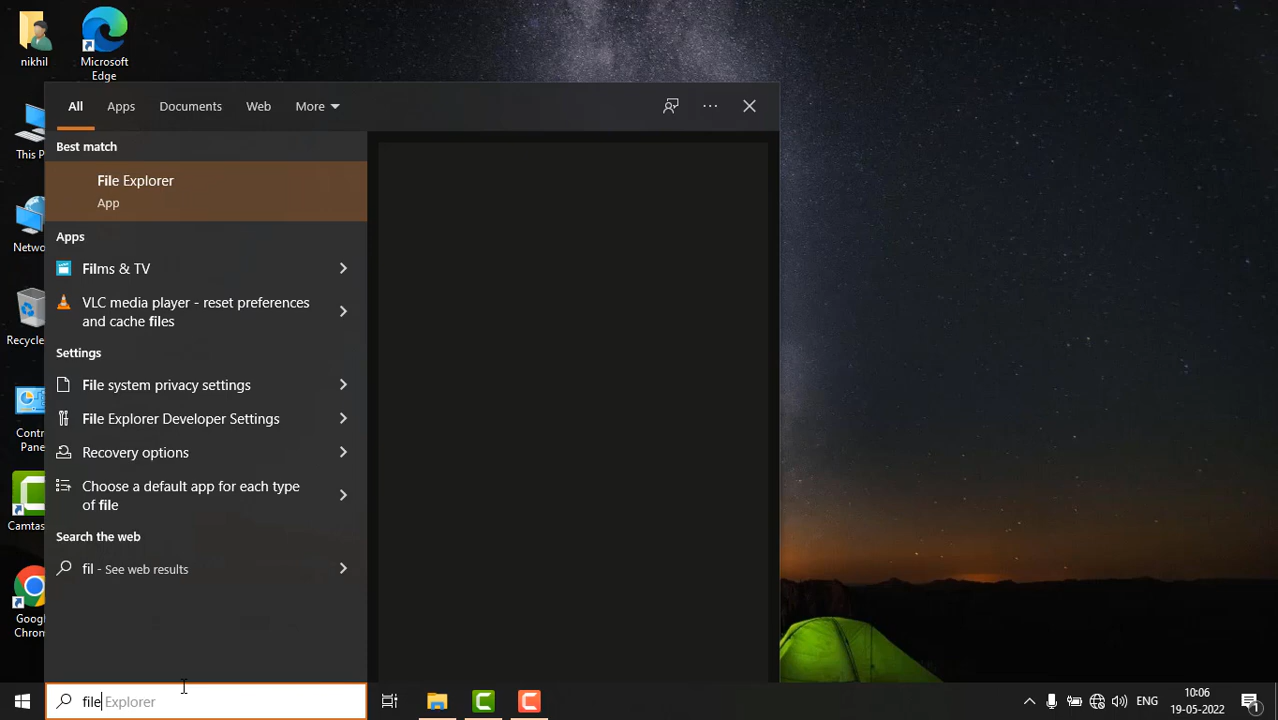 nikhil
Microsoft
Edge
This P
Netwo
Recycle
Contr
Pane
Camtas
Goog
Chron
All
Apps
Documents
Web
More
Best match
File Explorer
App
Apps
Films & TV
VLC media player - reset preferences
and cache files
Settings
File system privacy settings
File Explorer Developer Settings
Recovery options
Choose a default app for each type
of file
Search the web
fil - See web results
file Explorer
ENG
10:06
19-05-2022
1